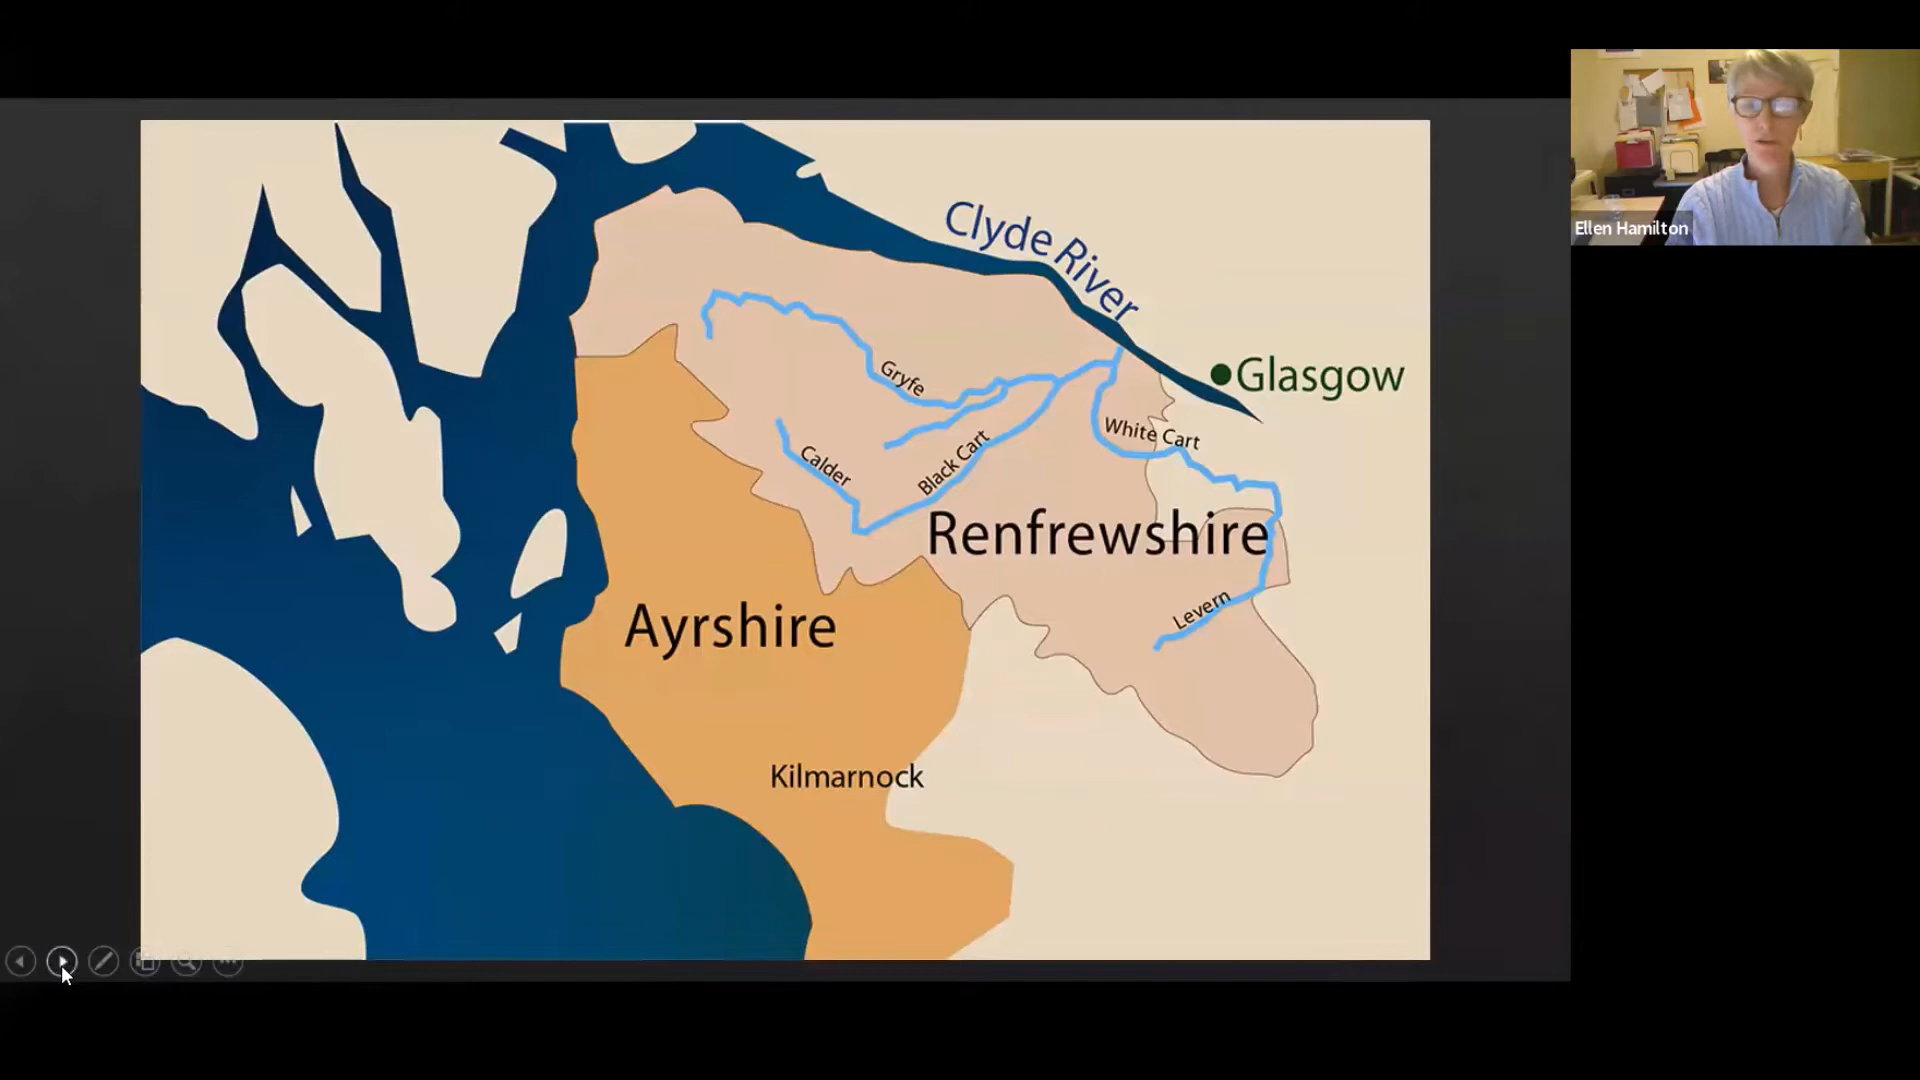 Clyde River
Glasgow
Gryfe
White Cart
Calder
Black Cart
Renfrewshire
Levern
Ayrshire
Kilmarnock
Ellen Hamilton